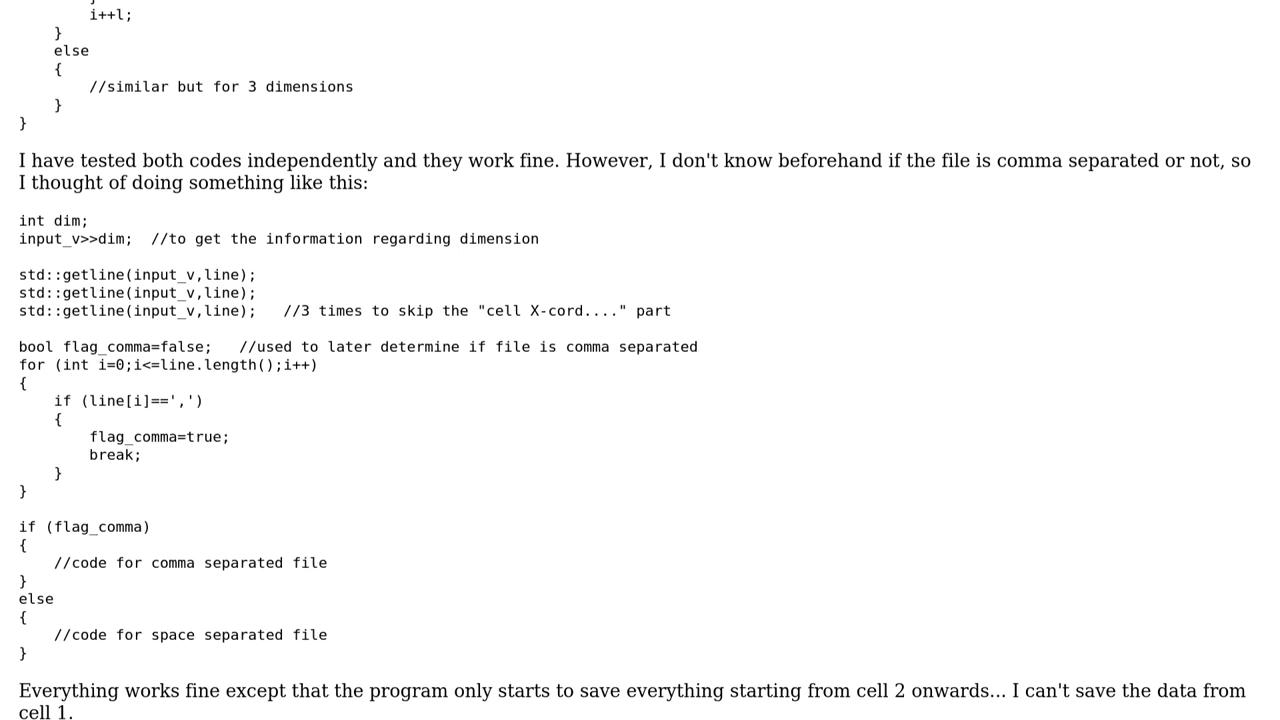 }
i++l;
}
else
{
//similar but for 3 dimensions
}
}
I have tested both codes independently and they work fine. However, I don't know beforehand if the file is comma separated or not, so
I thought of doing something like this:
int dim;
input_v>>dim;  //to get the information regarding dimension
std::getline(input_v,line);
std::getline(input_v,line);
std::getline(input_v,line);   //3 times to skip the "cell X-cord...." part
bool flag_comma=false;   //used to later determine if file is comma separated
for (int i=0;i<=line.length();i++)
{
if (line[i]==',')
{
flag_comma=true;
break;
}
}
if (flag_comma)
{
//code for comma separated file
}
else
{
//code for space separated file
}
Everything works fine except that the program only starts to save everything starting from cell 2 onwards... I can't save the data from
cell 1.